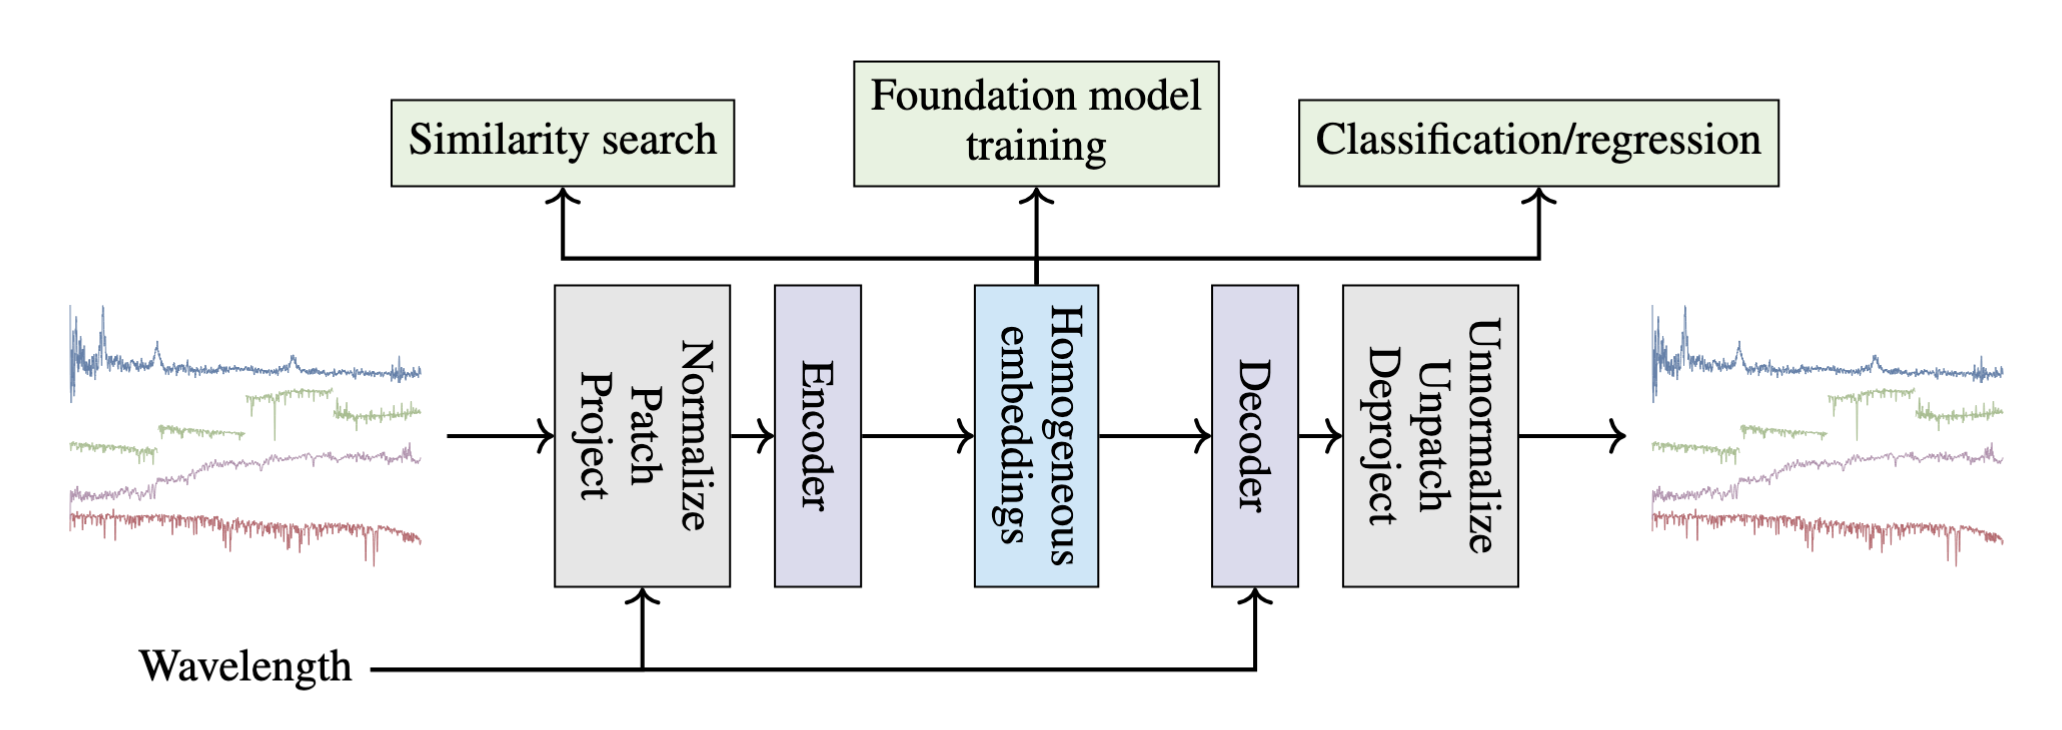 Similarity search
Foundation model
training
Classification/regression
Normalize
Patch
Project
Encoder
Homogeneous
embeddings
Decoder
Unnormalize
Unpatch
Deproject
Wavelength